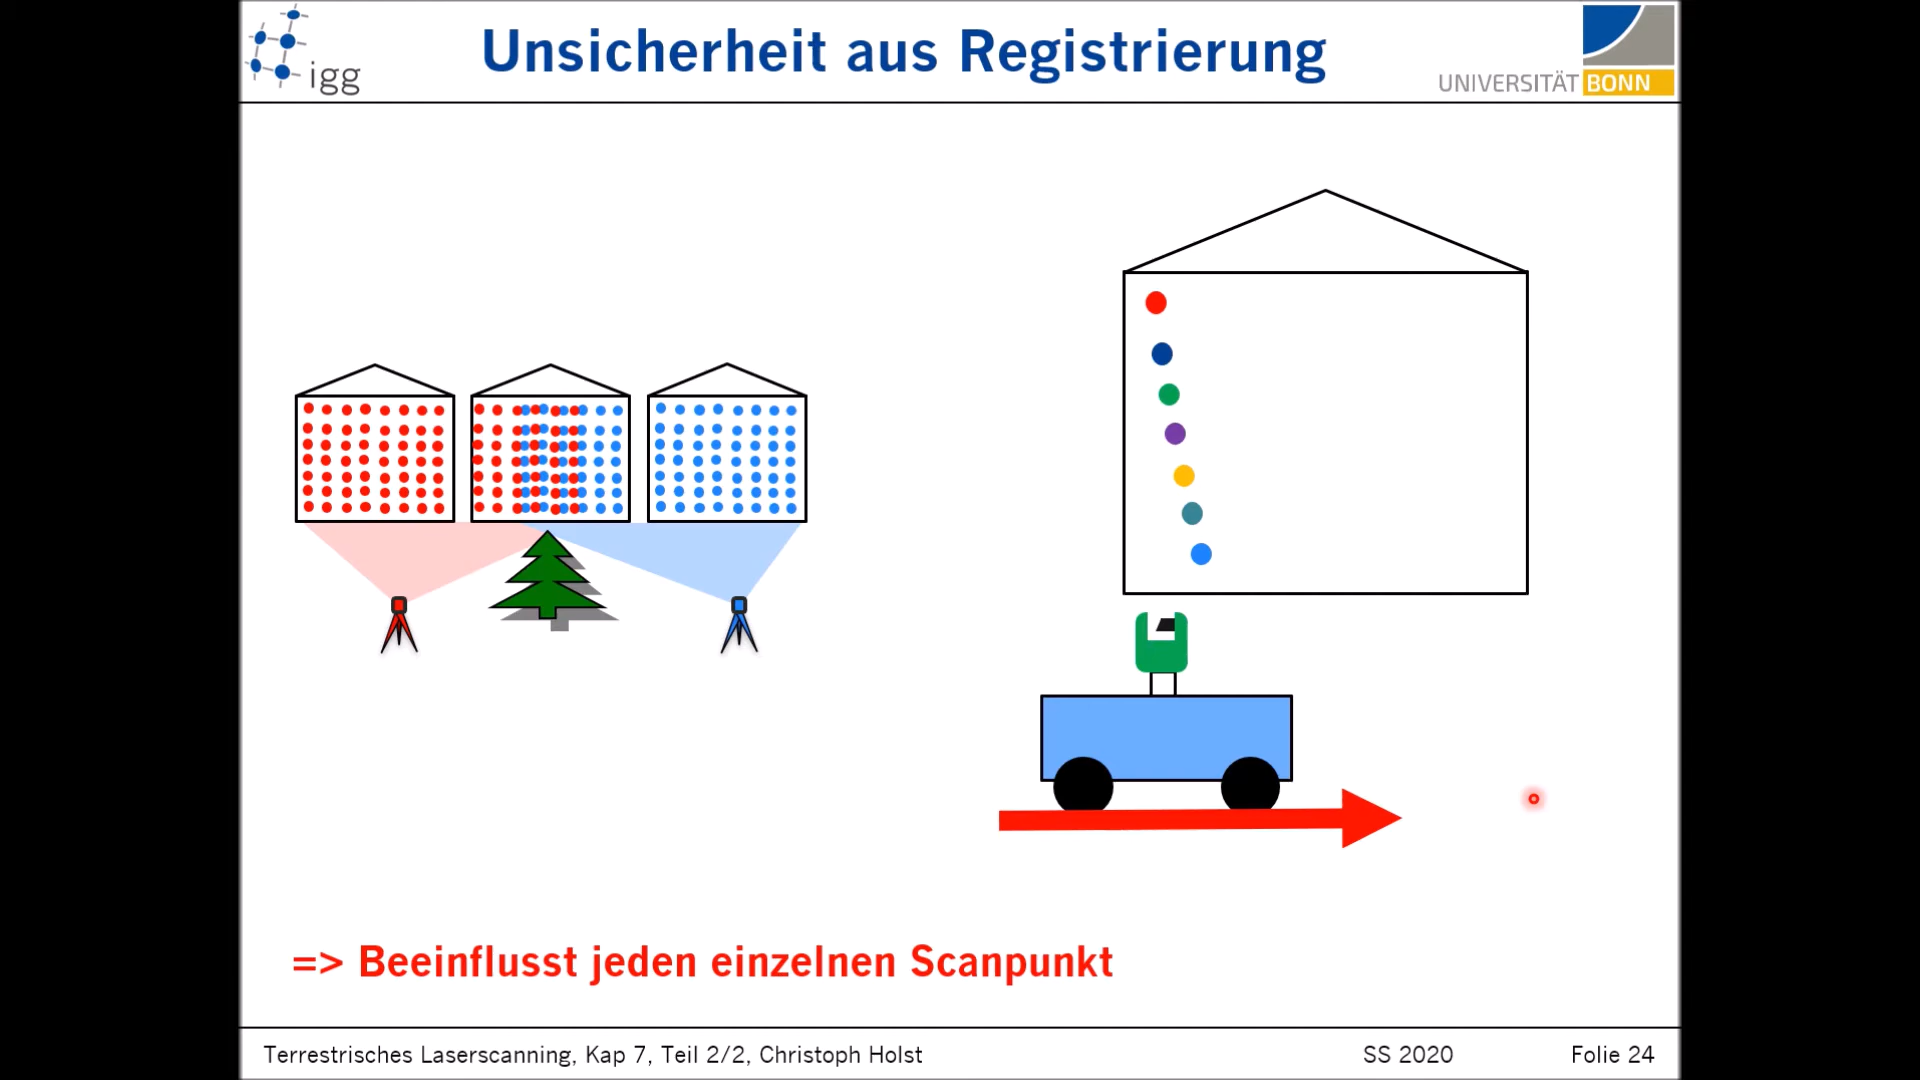 igg
Unsicherheit aus Registrierung
UNIVERSITÄT BONN
=> Beeinflusst jeden einzelnen Scanpunkt
Terrestrisches Laserscanning, Kap 7, Teil 2/2, Christoph Holst
SS 2020
Folie 24